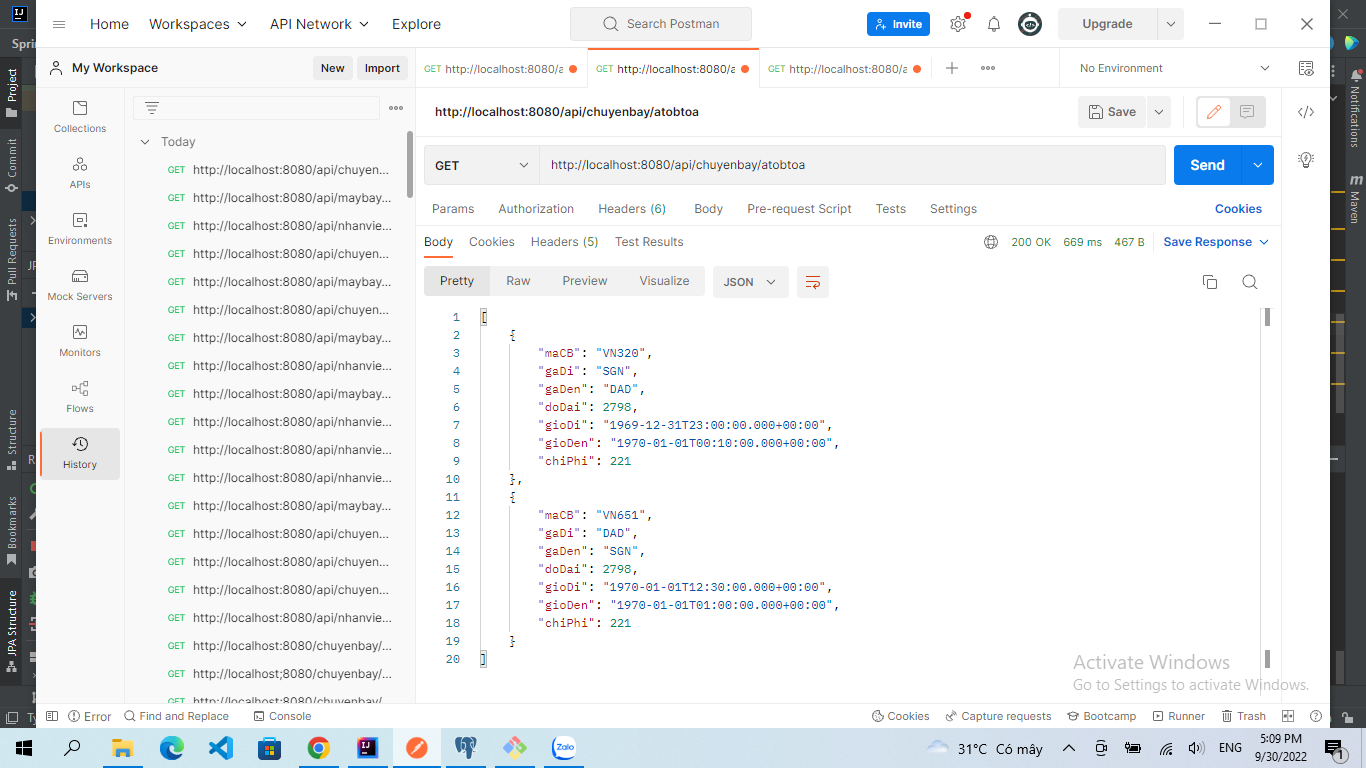 Home Workspaces API Network Explore Search Postman Invite Upgrade
Sprin
My Workspace New Import
GET http://localhost:8080/a GET http://localhost:8080/a GET http://localhost:8080/a No Environment
Project
Commit
Pull Requests
Structure
Bookmarks
JPA Structure
Collections
APIs
Environments
Mock Servers
Monitors
Flows
History
Today
GET http://localhost:8080/api/chuyen...
GET http://localhost:8080/api/maybay...
GET http://localhost:8080/api/nhanvie...
GET http://localhost:8080/api/chuyen...
GET http://localhost:8080/api/maybay...
GET http://localhost:8080/api/chuyen...
GET http://localhost:8080/api/maybay...
GET http://localhost:8080/api/nhanvie...
GET http://localhost:8080/api/maybay...
GET http://localhost:8080/api/nhanvie...
GET http://localhost:8080/api/nhanvie...
GET http://localhost:8080/api/nhanvie...
GET http://localhost:8080/api/maybay...
GET http://localhost:8080/api/chuyen...
GET http://localhost:8080/api/chuyen...
GET http://localhost:8080/api/chuyen...
GET http://localhost:8080/api/nhanvie...
GET http://localhost:8080/chuyenbay/...
GET http://localhost:8080/chuyenbay/...
GET http://localhost:8080/chuyenbay/
http://localhost:8080/api/chuyenbay/atobtoa Save
GET http://localhost:8080/api/chuyenbay/atobtoa Send
Params Authorization Headers (6) Body Pre-request Script Tests Settings Cookies
Body Cookies Headers (5) Test Results 200 OK 669 ms 467 B Save Response
Pretty Raw Preview Visualize JSON
1 [
2 {
3 "maCB": "VN320",
4 "gaDi": "SGN",
5 "gaDen": "DAD",
6 "doDai": 2798,
7 "gioDi": "1969-12-31T23:00:00.000+00:00",
8 "gioDen": "1970-01-01T00:10:00.000+00:00",
9 "chiPhi": 221
10 },
11 {
12 "maCB": "VN651",
13 "gaDi": "DAD",
14 "gaDen": "SGN",
15 "doDai": 2798,
16 "gioDi": "1970-01-01T12:30:00.000+00:00",
17 "gioDen": "1970-01-01T01:00:00.000+00:00",
18 "chiPhi": 221
19 }
20 ]
Notifications
m Maven
Activate Windows
Go to Settings to activate Windows.
Error Find and Replace Console Cookies Capture requests Bootcamp Runner Trash
Zalo 31°C Có mây ENG 5:09 PM
9/30/2022 1